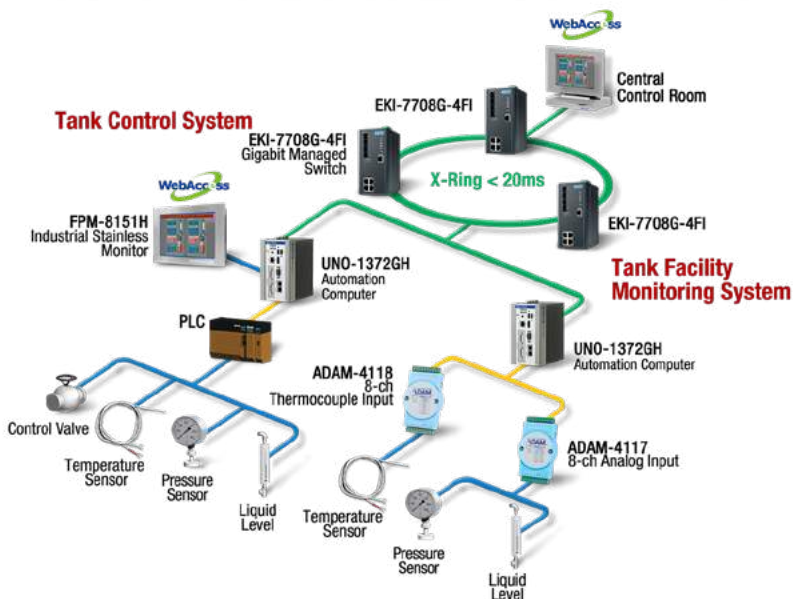 WebAccess
Central
Control Room
EKI-7708G-4FI
Tank Control System
EKI-7708G-4FI
Gigabit Managed
Switch
X-Ring < 20ms
WebAccess
FPM-8151H
Industrial Stainless
Monitor
EKI-7708G-4FI
UNO-1372GH
Automation
Computer
Tank Facility
Monitoring System
PLC
UNO-1372GH
Automation Computer
ADAM-4118
8-ch
Thermocouple Input
Control Valve
Temperature
Sensor
Pressure
Sensor
Liquid
Level
ADAM-4117
8-ch Analog Input
Temperature
Sensor
Pressure
Sensor
Liquid
Level